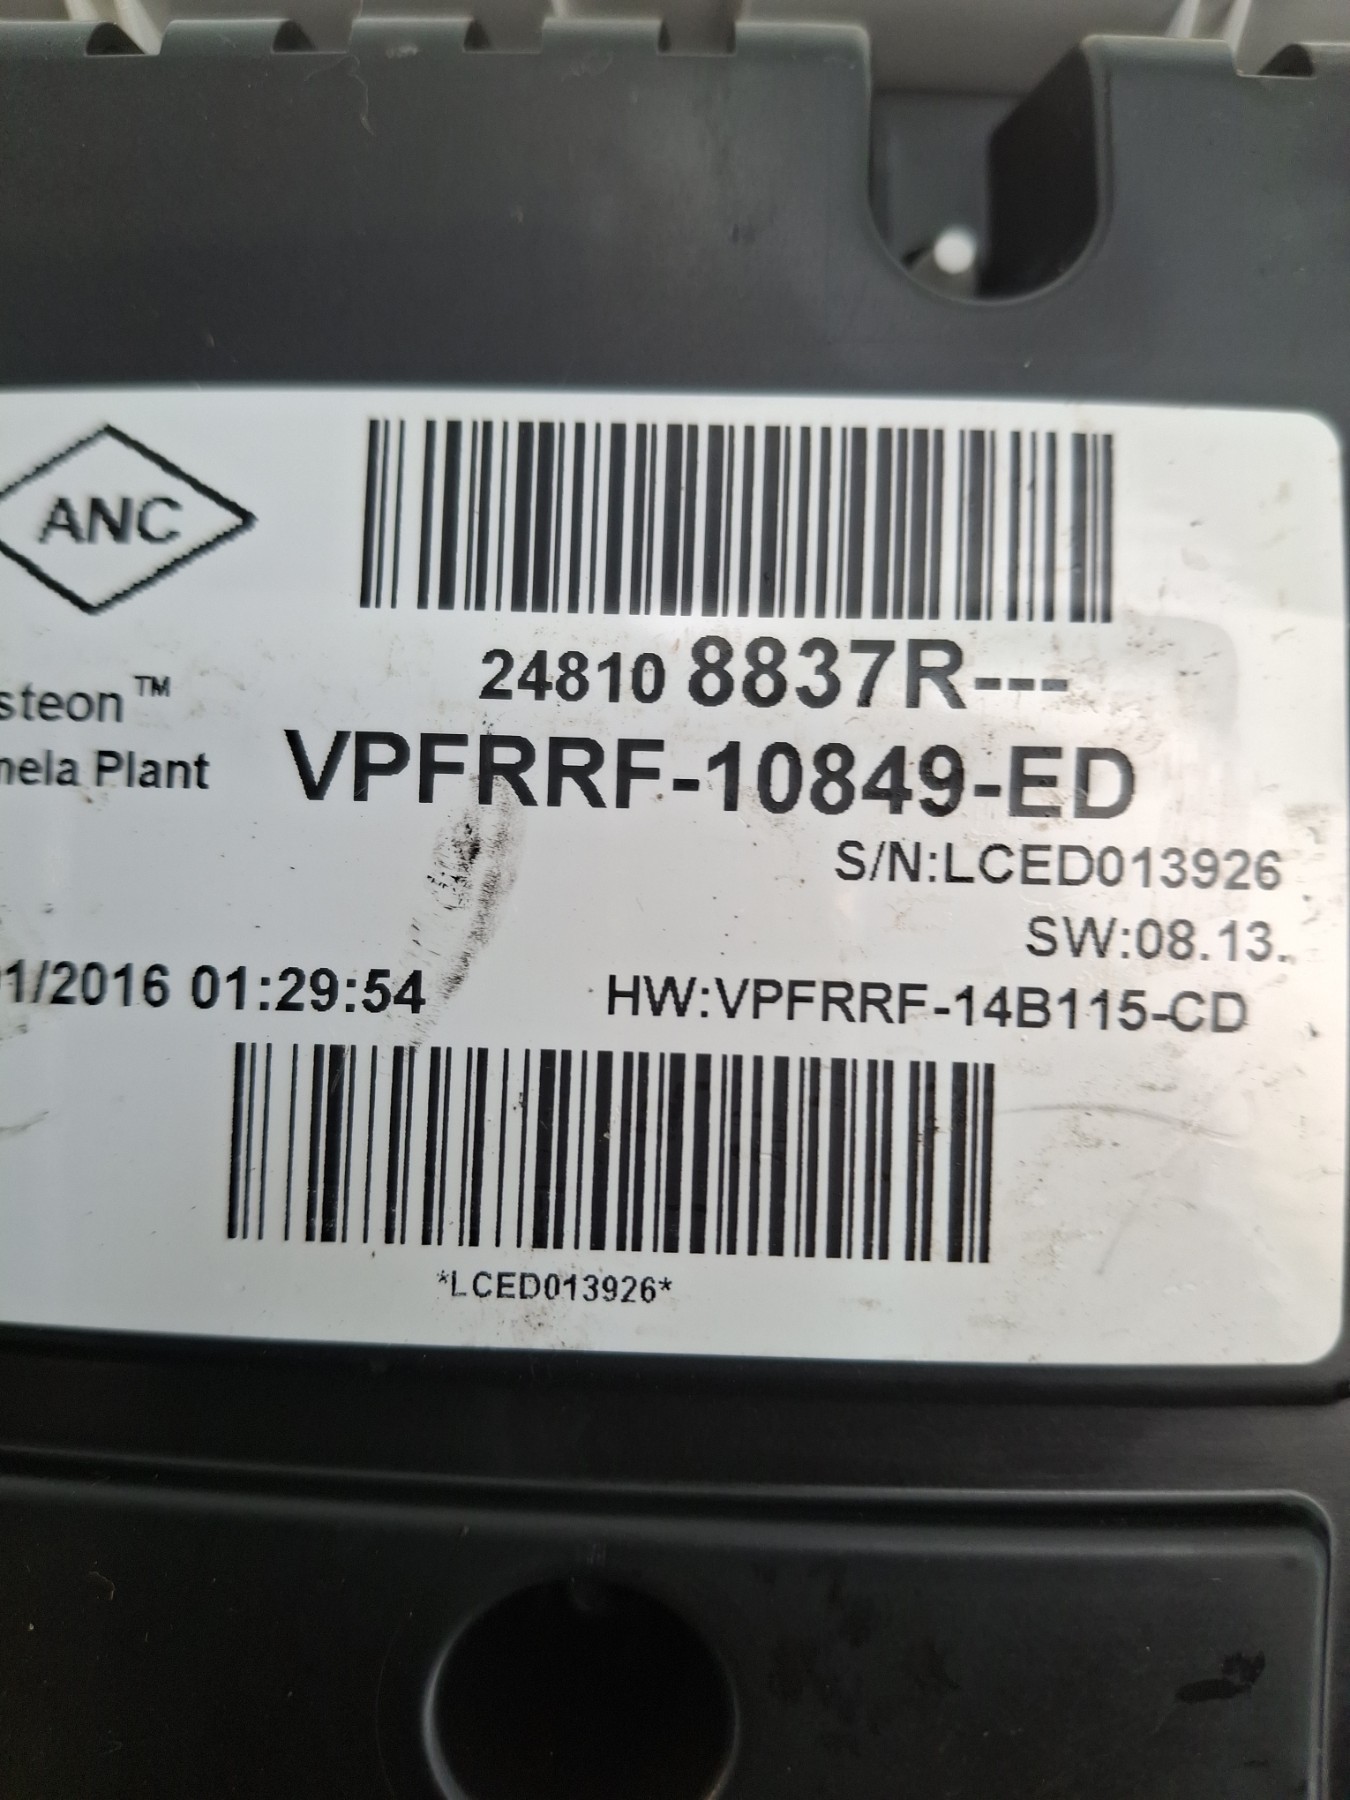 ANC
24810 8837R---
steon™
VPFRRF-10849-ED
nela Plant
S/N:LCED013926
SW:08.13.
1/2016 01:29:54
HW:VPFRRF-14B115-CD
*LCED013926*